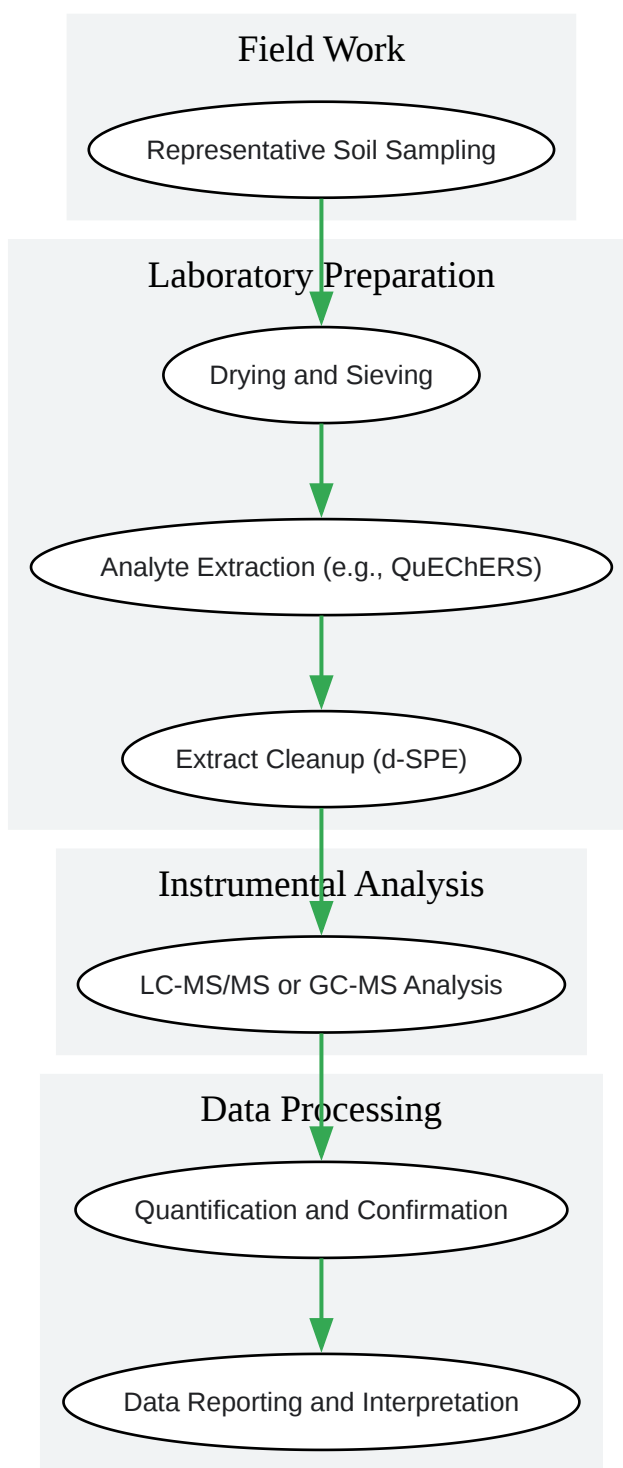 Field Work
Representative Soil Sampling
Laboratory Preparation
Drying and Sieving
Analyte Extraction (e.g., QuEChERS)
Extract Cleanup (d-SPE)
Instrumental Analysis
LC-MS/MS or GC-MS Analysis
Data Processing
Quantification and Confirmation
Data Reporting and Interpretation